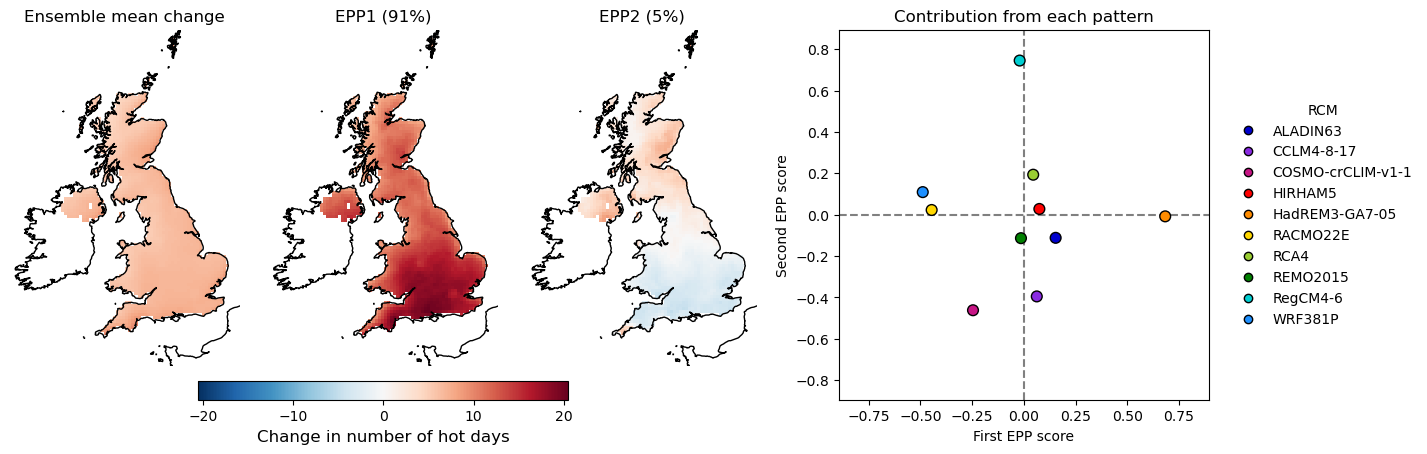 Ensemble mean change
EPP1 (91%)
EPP2 (5%)
−20
−10
0
10
20
Change in number of hot days
Contribution from each pattern
Second EPP score
0.8
0.6
0.4
0.2
0.0
−0.2
−0.4
−0.6
−0.8
−0.75
−0.50
−0.25
0.00
0.25
0.50
0.75
First EPP score
RCM
ALADIN63
CCLM4-8-17
COSMO-crCLIM-v1-1
HIRHAM5
HadREM3-GA7-05
RACMO22E
RCA4
REMO2015
RegCM4-6
WRF381P